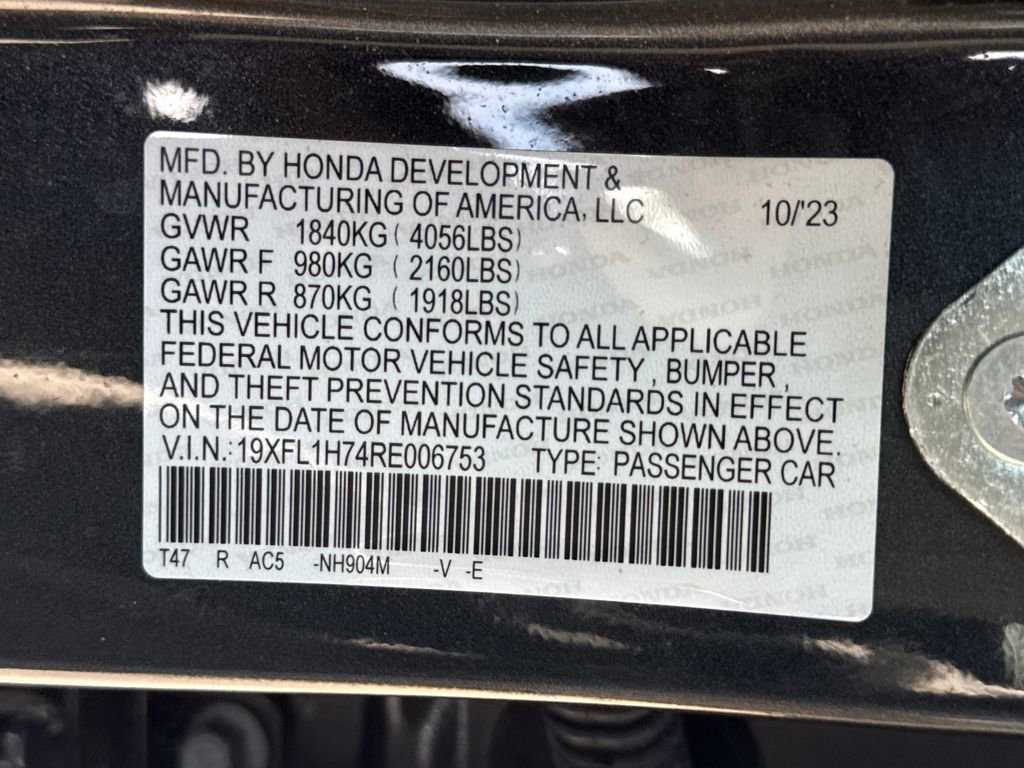 MFD. BY HONDA DEVELOPMENT &
MANUFACTURING OF AMERICA, LLC 10/'23
GVWR 1840KG ( 4056LBS)
GAWR F 980KG ( 2160LBS)
GAWR R 870KG ( 1918LBS)
THIS VEHICLE CONFORMS TO ALL APPLICABLE
FEDERAL MOTOR VEHICLE SAFETY , BUMPER ,
AND THEFT PREVENTION STANDARDS IN EFFECT
ON THE DATE OF MANUFACTURE SHOWN ABOVE.
V.I.N.: 19XFL1H74RE006753 TYPE: PASSENGER CAR
T47 R AC5 -NH904M -V -E